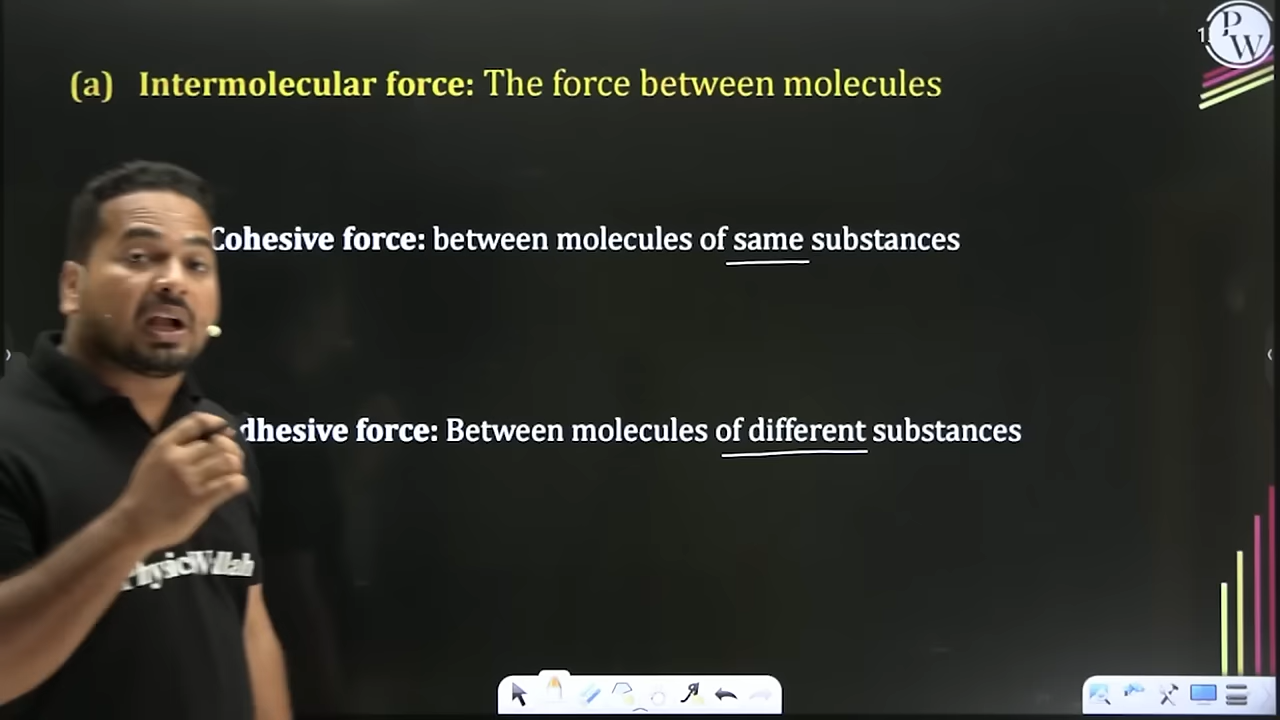 (a) Intermolecular force: The force between molecules
Cohesive force: between molecules of same substances
dhesive force: Between molecules of different substances
PW